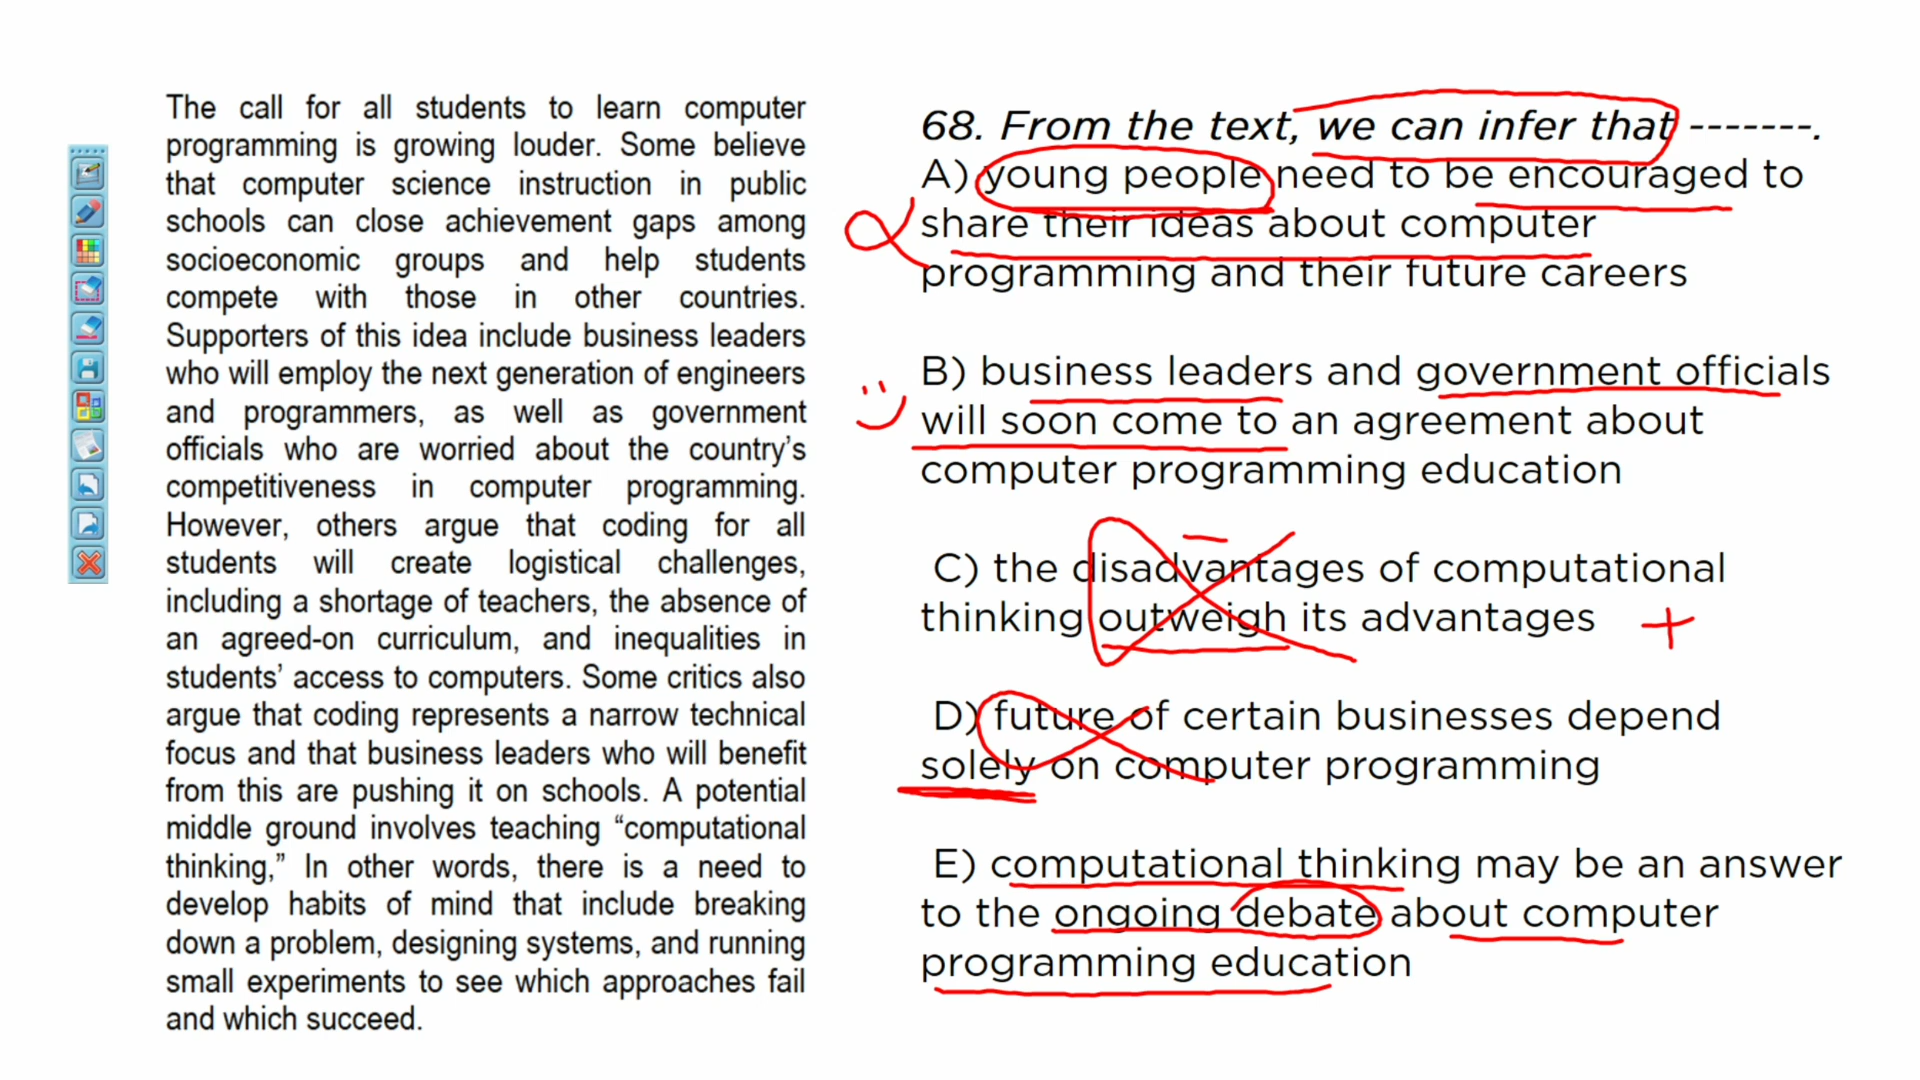 The call for all students to learn computer
programming is growing louder. Some believe
that computer science instruction in public
schools can close achievement gaps among
socioeconomic groups and help students
compete with those in other countries.
Supporters of this idea include business leaders
who will employ the next generation of engineers
and programmers, as well as government
officials who are worried about the country’s
competitiveness in computer programming.
However, others argue that coding for all
students will create logistical challenges,
including a shortage of teachers, the absence of
an agreed-on curriculum, and inequalities in
students’ access to computers. Some critics also
argue that coding represents a narrow technical
focus and that business leaders who will benefit
from this are pushing it on schools. A potential
middle ground involves teaching “computational
thinking,” In other words, there is a need to
develop habits of mind that include breaking
down a problem, designing systems, and running
small experiments to see which approaches fail
and which succeed.
68. From the text, we can infer that -------.
A) young people need to be encouraged to
share their ideas about computer
programming and their future careers
B) business leaders and government officials
will soon come to an agreement about
computer programming education
C) the disadvantages of computational
thinking outweigh its advantages
D) future of certain businesses depend
solely on computer programming
E) computational thinking may be an answer
to the ongoing debate about computer
programming education